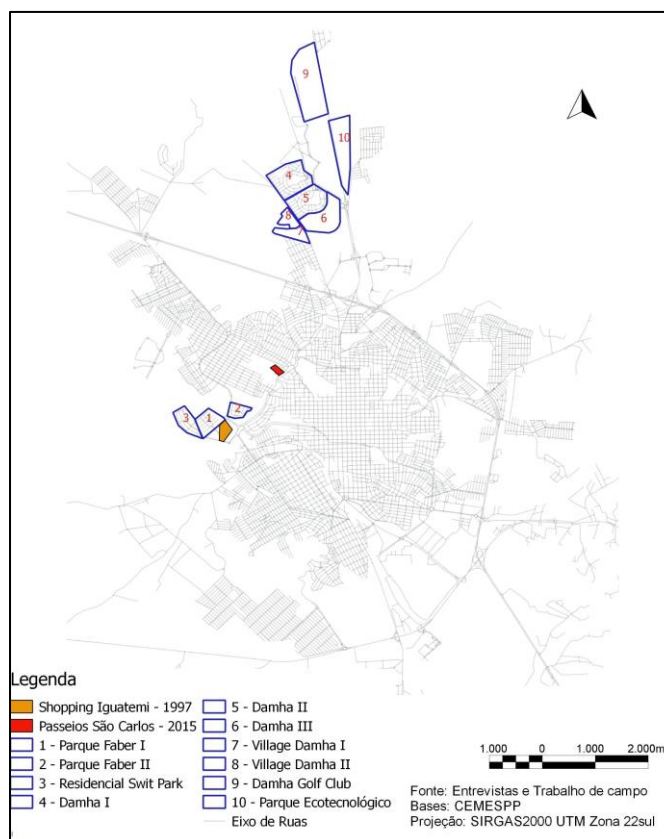 9
10
4
5
8
6
7
2
3
1
Legenda
Shopping Iguatemi - 1997
Passeios São Carlos - 2015
1 - Parque Faber I
2 - Parque Faber II
3 - Residencial Swit Park
4 - Damha I
5 - Damha II
6 - Damha III
7 - Village Damha I
8 - Village Damha II
9 - Damha Golf Club
10 - Parque Ecotecnológico
Eixo de Ruas
1.000 0 1.000 2.000m
Fonte: Entrevistas e Trabalho de campo
Bases: CEMESPP
Projeção: SIRGAS2000 UTM Zona 22sul